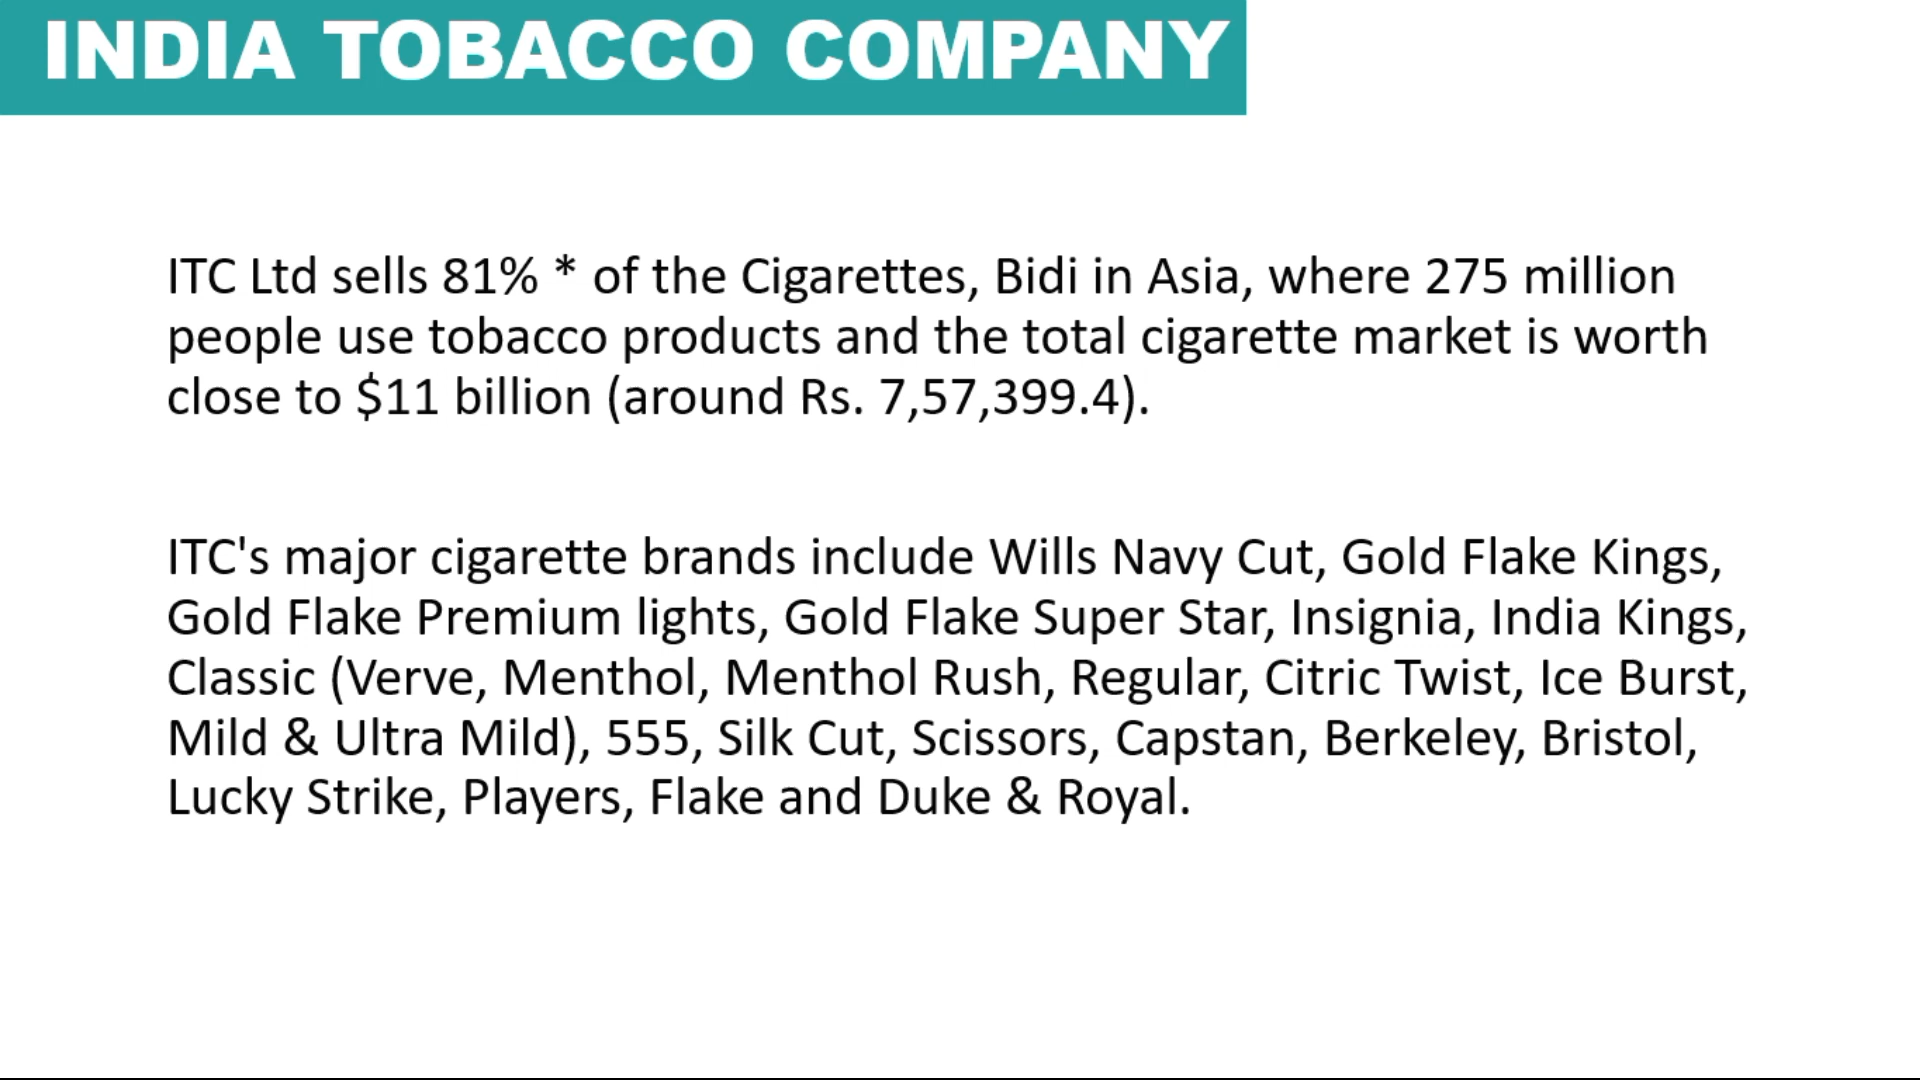 INDIA TOBACCO COMPANY
ITC Ltd sells 81% * of the Cigarettes, Bidi in Asia, where 275 million
people use tobacco products and the total cigarette market is worth
close to $11 billion (around Rs. 7,57,399.4).
ITC's major cigarette brands include Wills Navy Cut, Gold Flake Kings,
Gold Flake Premium lights, Gold Flake Super Star, Insignia, India Kings,
Classic (Verve, Menthol, Menthol Rush, Regular, Citric Twist, Ice Burst,
Mild & Ultra Mild), 555, Silk Cut, Scissors, Capstan, Berkeley, Bristol,
Lucky Strike, Players, Flake and Duke & Royal.